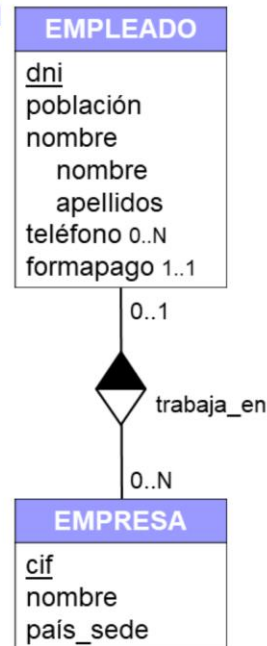 EMPLEADO
dni
población
nombre
nombre
apellidos
teléfono 0..N
formapago 1..1
0..1
trabaja_en
0..N
EMPRESA
cif
nombre
país_sede